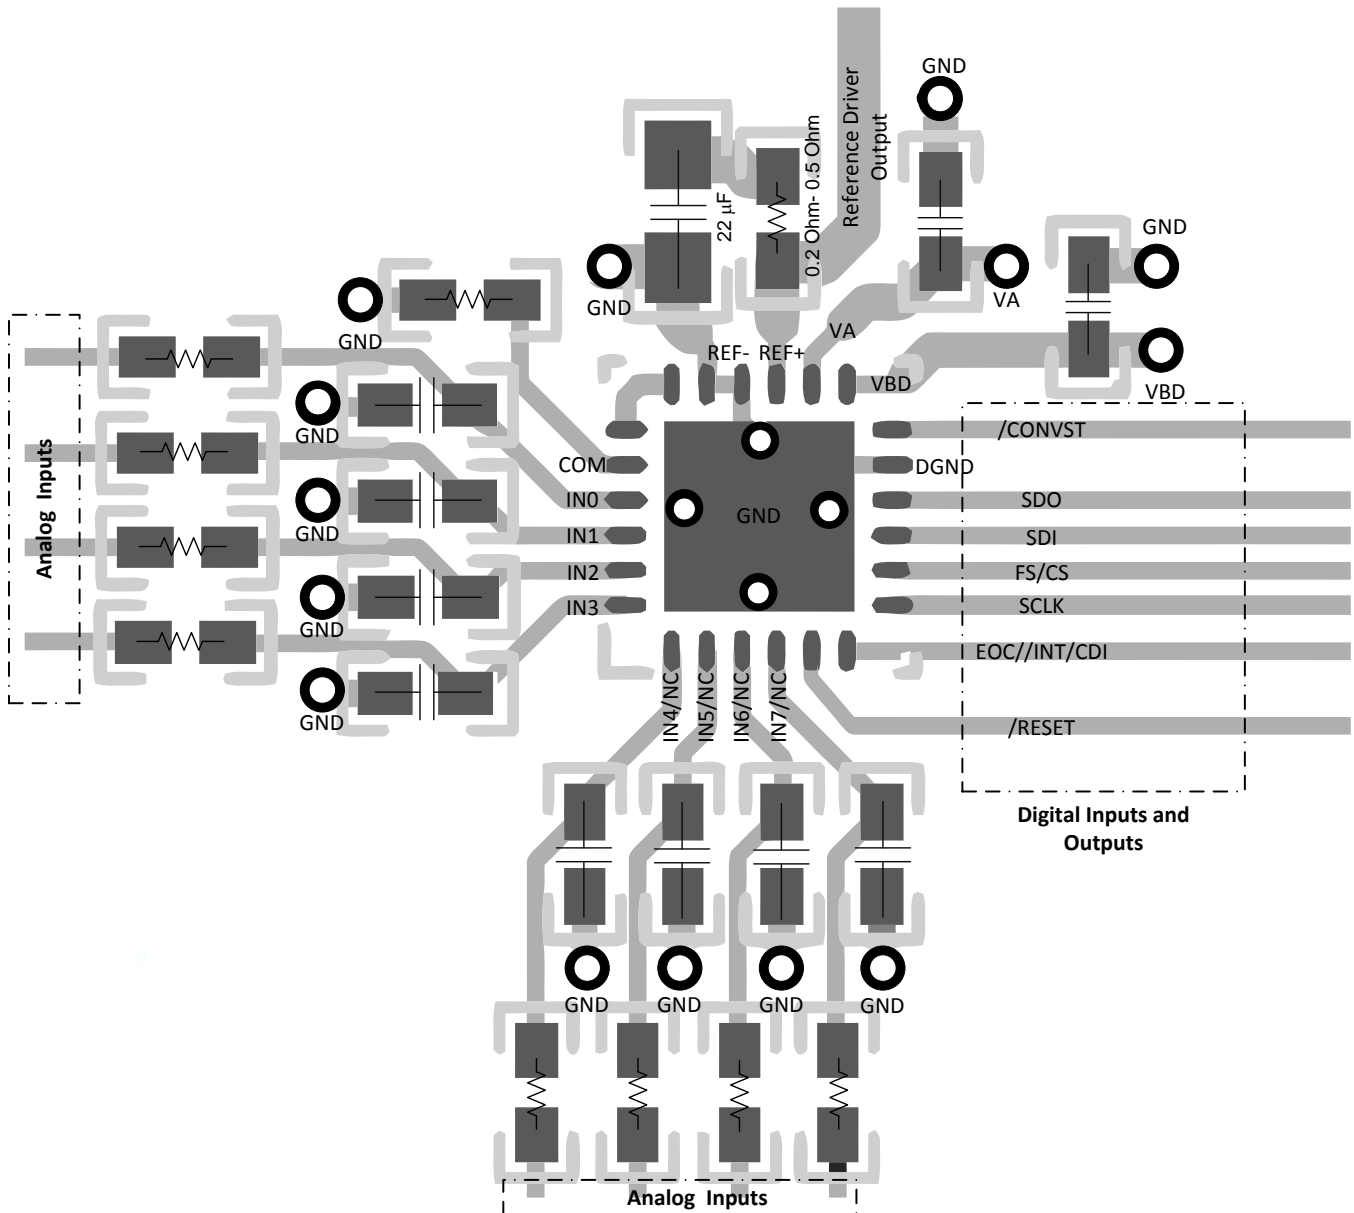 GND
Reference Driver
Output
0.2 Ohm- 0.5 Ohm
22 µF
GND
GND
VA
GND
VA
VBD
GND
REF- REF+
VBD
GND
GND
GND
GND
Analog Inputs
COM
IN0
IN1
IN2
IN3
GND
/CONVST
DGND
SDO
SDI
FS/CS
SCLK
EOC//INT/CDI
/RESET
IN4/NC
IN5/NC
IN6/NC
IN7/NC
Digital Inputs and
Outputs
GND
GND
GND
GND
Analog Inputs